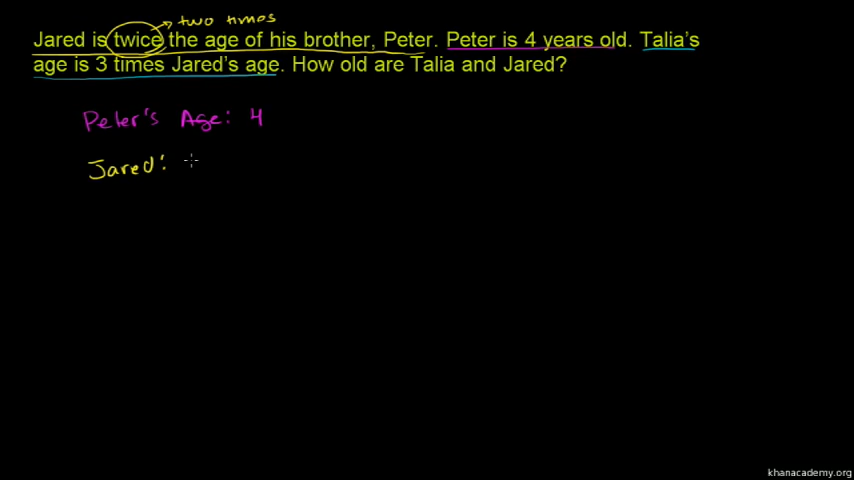 two times
Jared is twice the age of his brother, Peter. Peter is 4 years old. Talia's
age is 3 times Jared's age. How old are Talia and Jared?
Peter's Age: 4
Jared:
khanacademy.org